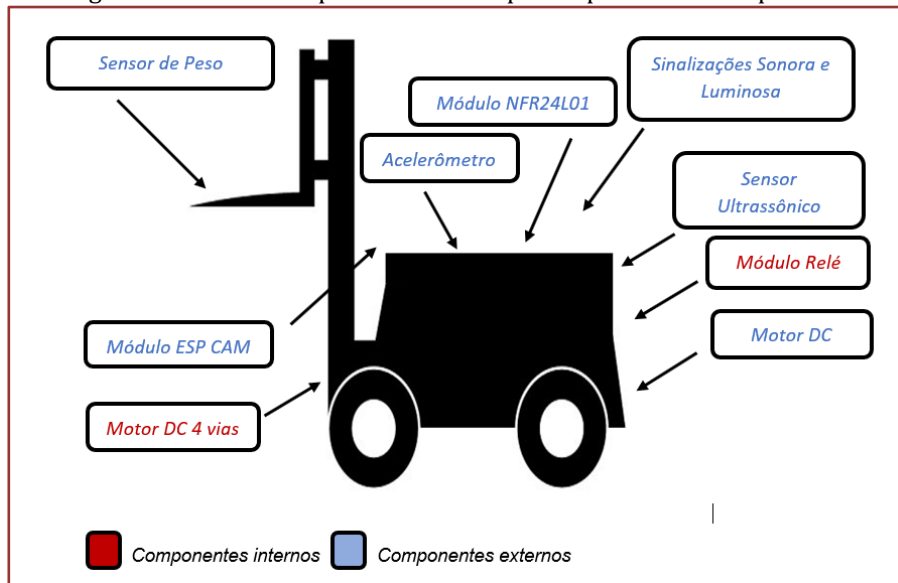 Sensor de Peso
Módulo NFR24L01
Sinalizações Sonora e
Luminosa
Acelerômetro
Sensor
Ultrassônico
Módulo Relé
Módulo ESP CAM
Motor DC
Motor DC 4 vias
Componentes internos
Componentes externos